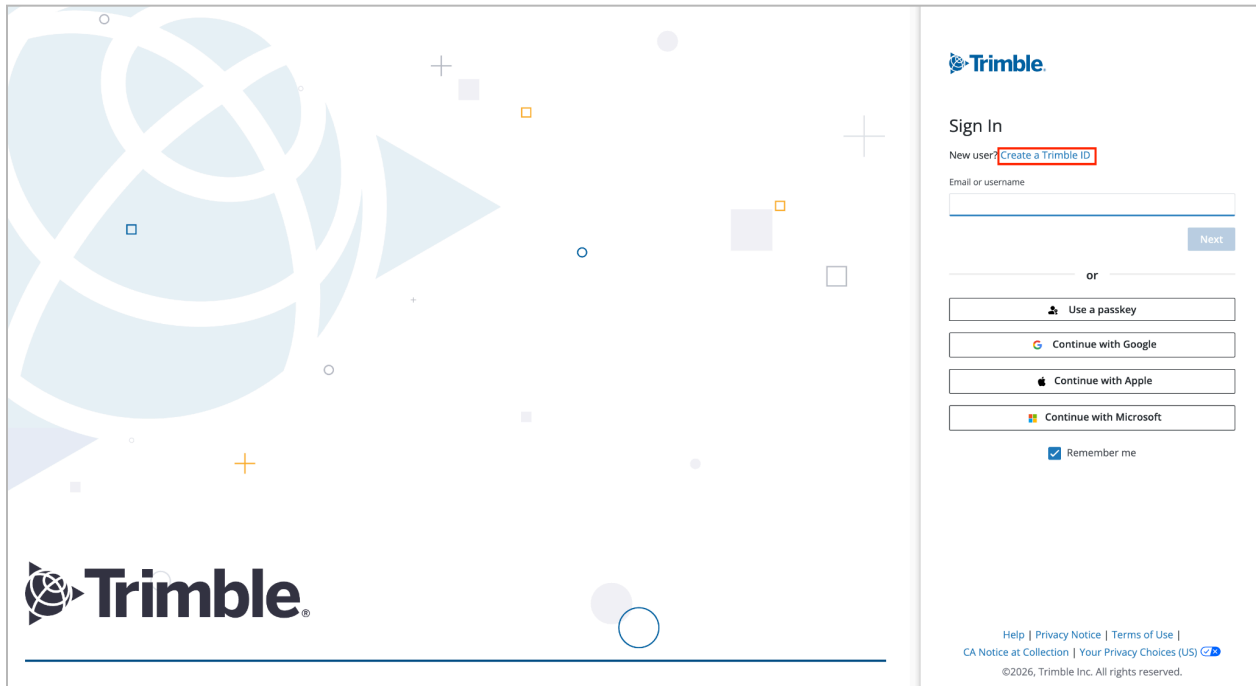 Trimble.
Sign In
New user? Create a Trimble ID
Email or username
Next
or
Use a passkey
Continue with Google
Continue with Apple
Continue with Microsoft
Remember me
Trimble®
Help | Privacy Notice | Terms of Use |
CA Notice at Collection | Your Privacy Choices (US)
©2026, Trimble Inc. All rights reserved.